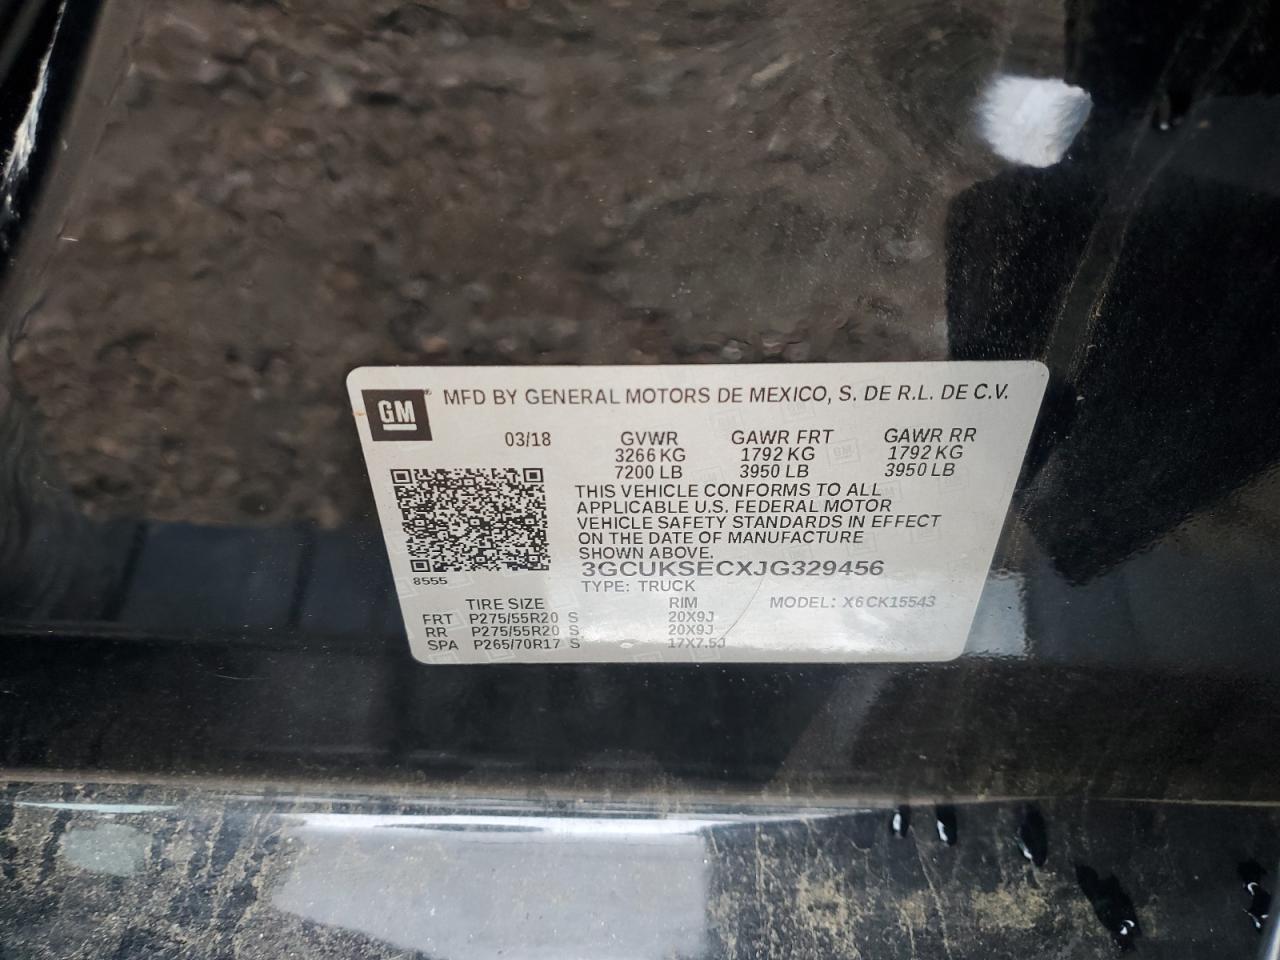 GM® MFD BY GENERAL MOTORS DE MEXICO, S. DE R.L. DE C.V.
03/18 GVWR GAWR FRT GAWR RR
3266 KG 1792 KG 1792 KG
7200 LB 3950 LB 3950 LB
THIS VEHICLE CONFORMS TO ALL
APPLICABLE U.S. FEDERAL MOTOR
VEHICLE SAFETY STANDARDS IN EFFECT
ON THE DATE OF MANUFACTURE
SHOWN ABOVE.
3GCUKSECXJG329456
8555
TYPE: TRUCK
TIRE SIZE RIM MODEL: X6CK15543
FRT P275/55R20 S 20X9J
RR P275/55R20 S 20X9J
SPA P265/70R17 S 17X7.5J